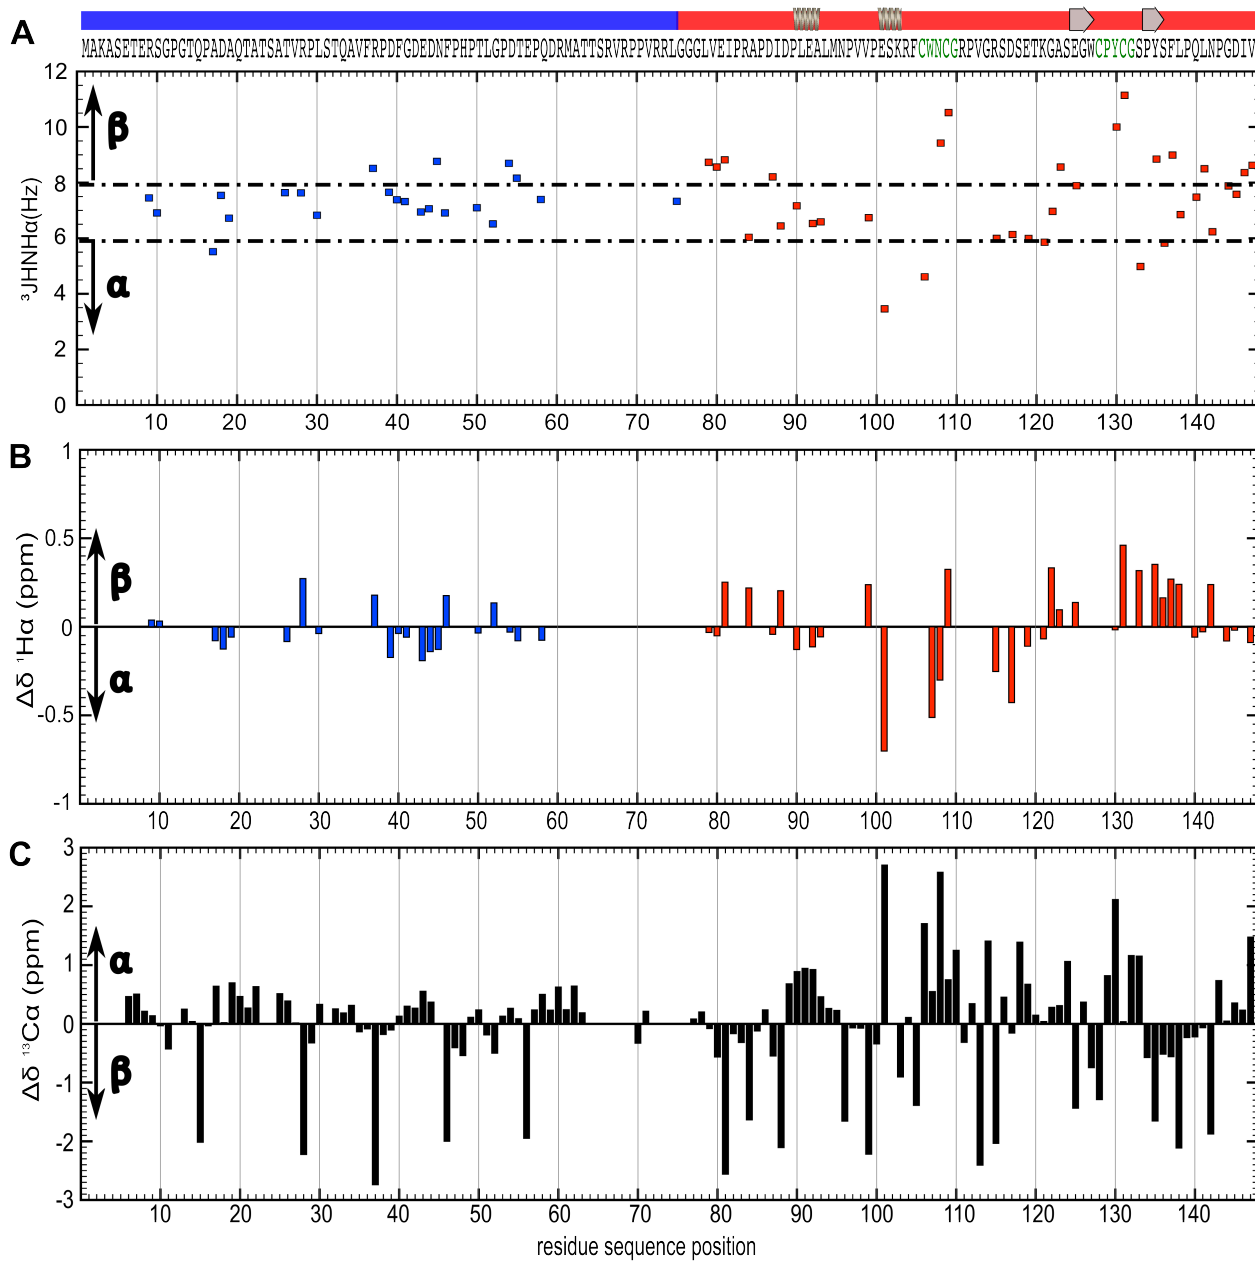 A
MAKASETERSGPGTQPADAQTATSATVRPLSTQAVFRPDFGDEDNFPHPTLGPDTEPQDRMATTSRVRPPVRRLGGGLVEIPRAPDIDPLEALMNPVVPESKRFCWNCGRPVGRSDSETKGASEGWCPYCGSPYSFLPQLNPGDIV
12
10
8
6
4
2
0
β
α
³JHNHα(Hz)
10 20 30 40 50 60 70 80 90 100 110 120 130 140
B
1
0.5
0
-0.5
-1
β
α
Δδ ¹Hα (ppm)
10 20 30 40 50 60 70 80 90 100 110 120 130 140
C
3
2
1
0
-1
-2
-3
α
β
Δδ ¹³Cα (ppm)
10 20 30 40 50 60 70 80 90 100 110 120 130 140
residue sequence position